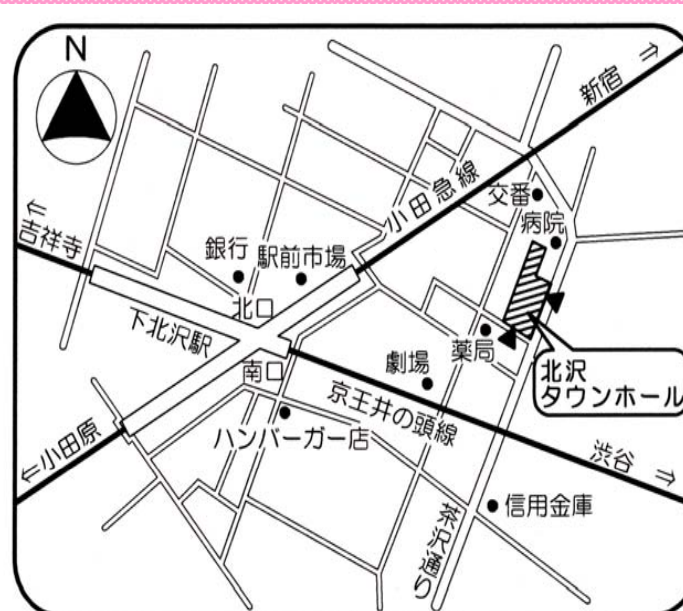 N
新宿 ⇒
小田急線
交番
病院
⇐ 吉祥寺
銀行
駅前市場
北口
下北沢駅
薬局
北沢
タウンホール
南口
劇場
京王井の頭線
ハンバーガー店
⇐小田原
渋谷 ⇒
信用金庫
茶沢通り